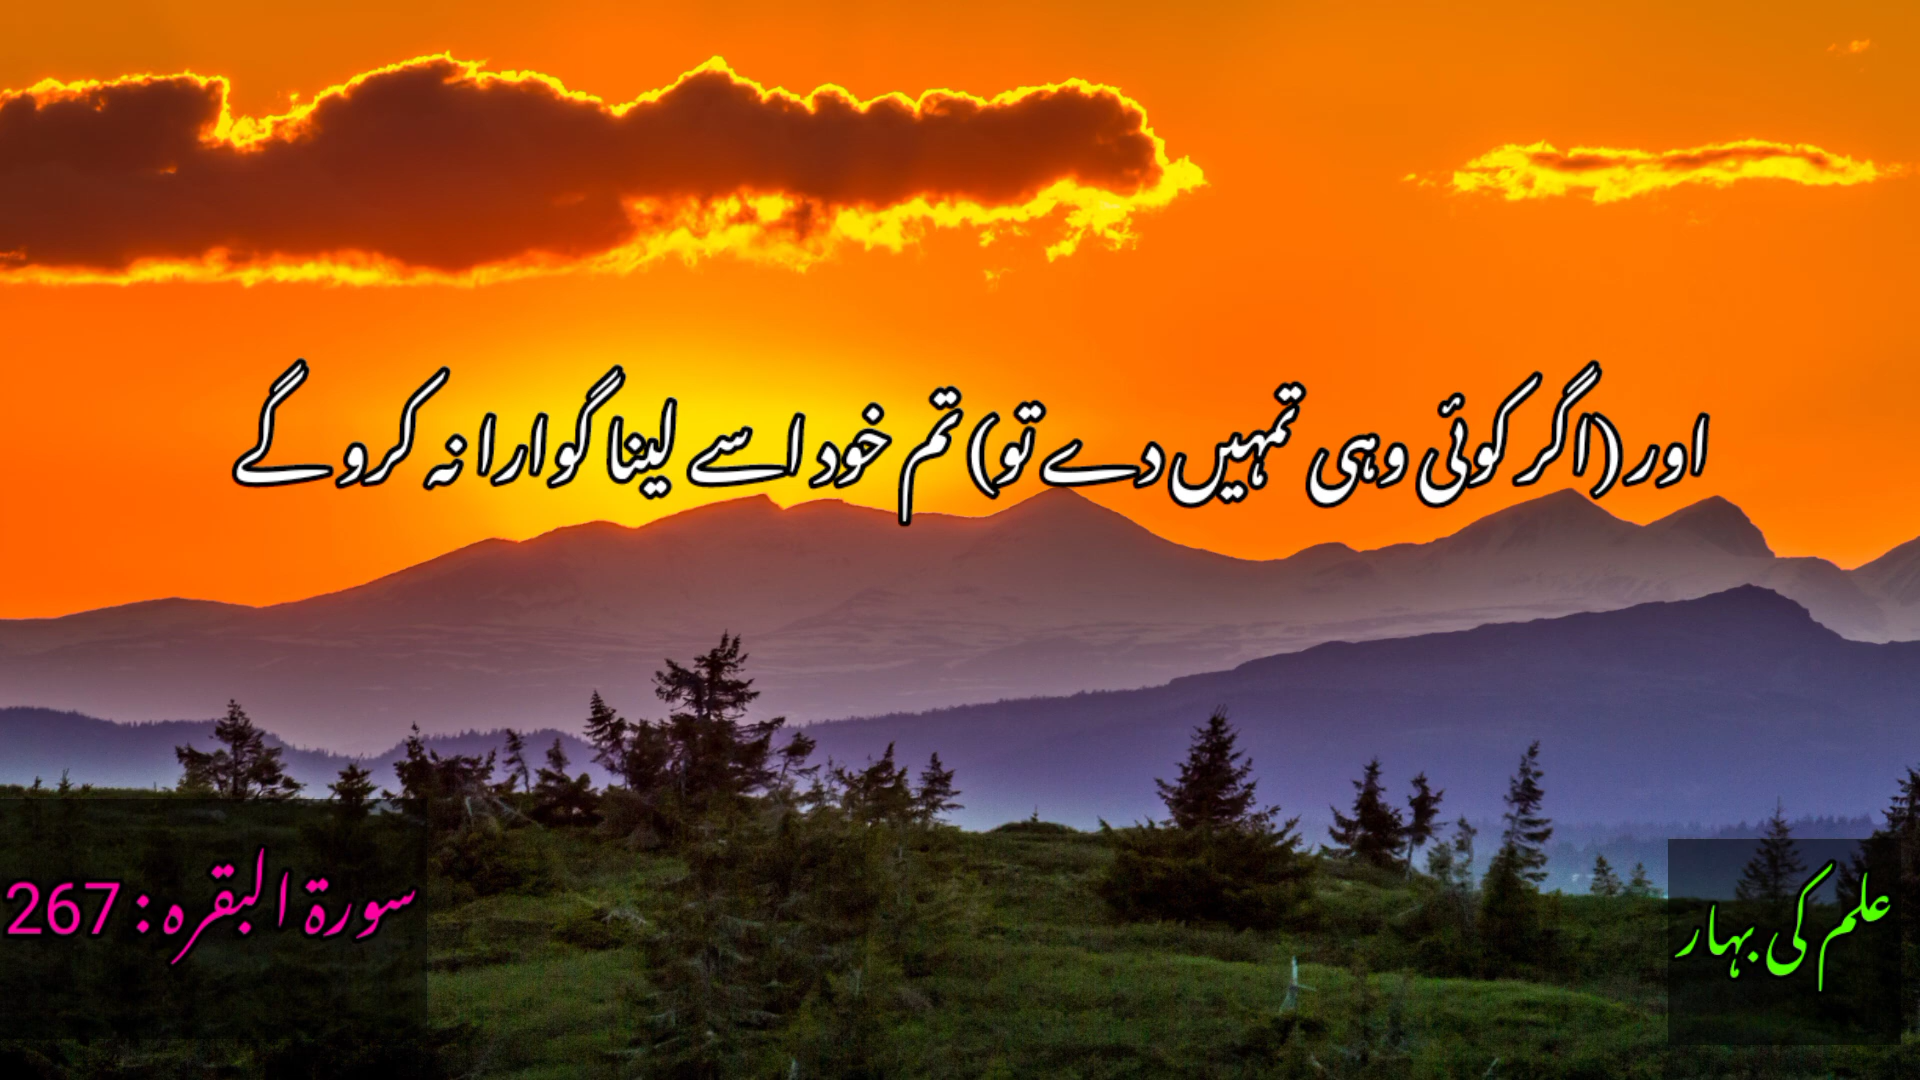 اور (اگر کوئی وہی تمہیں دے تو) تم خود اسے لینا گوارا نہ کرو گے
سورۃ البقرہ : 267
علم کی بہار